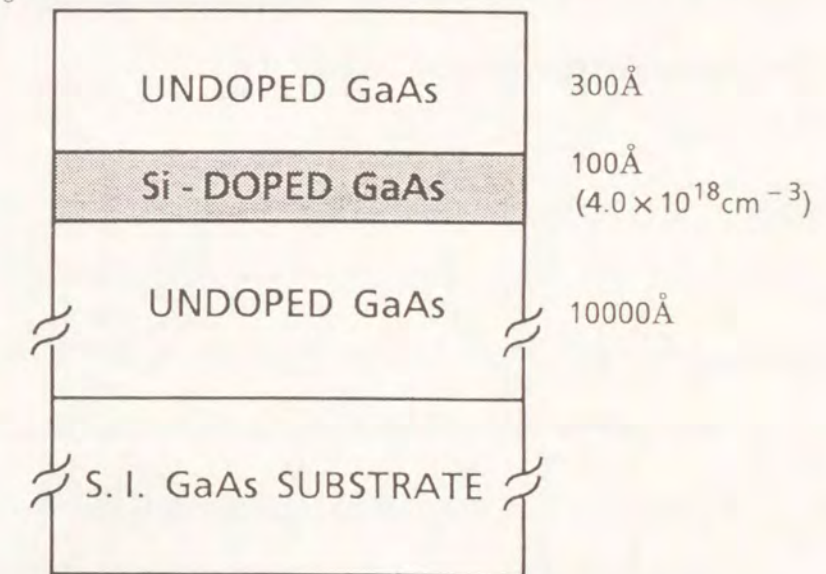 UNDOPED GaAs 300Å
Si - DOPED GaAs 100Å
(4.0 × 10¹⁸cm⁻³)
UNDOPED GaAs 10000Å
S. I. GaAs SUBSTRATE